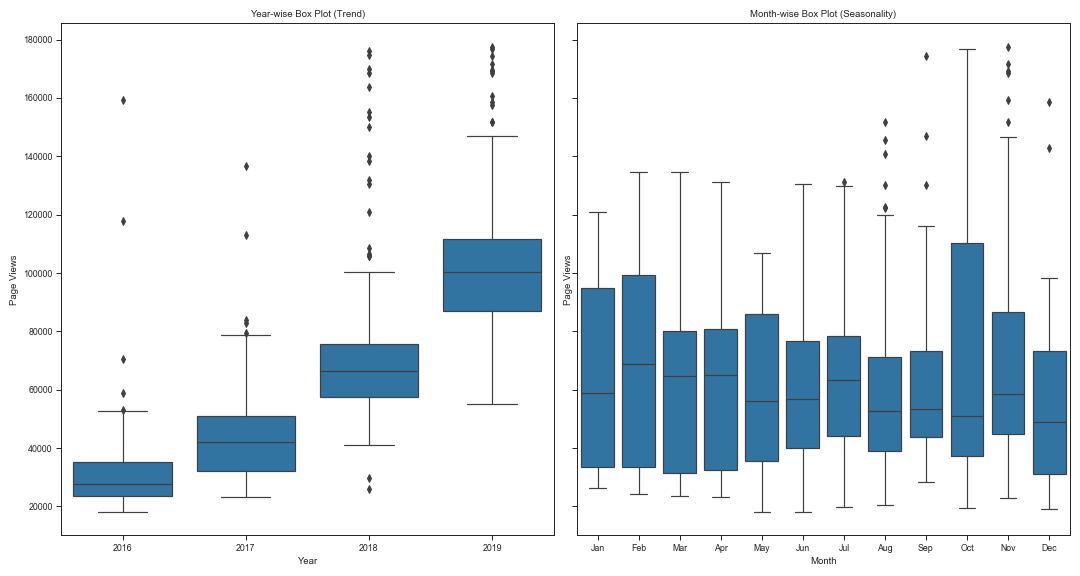 Year-wise Box Plot (Trend)
Month-wise Box Plot (Seasonality)
180000
160000
140000
120000
100000
80000
60000
40000
20000
Page Views
Page Views
2016 2017 2018 2019
Jan Feb Mar Apr May Jun Jul Aug Sep Oct Nov Dec
Year
Month